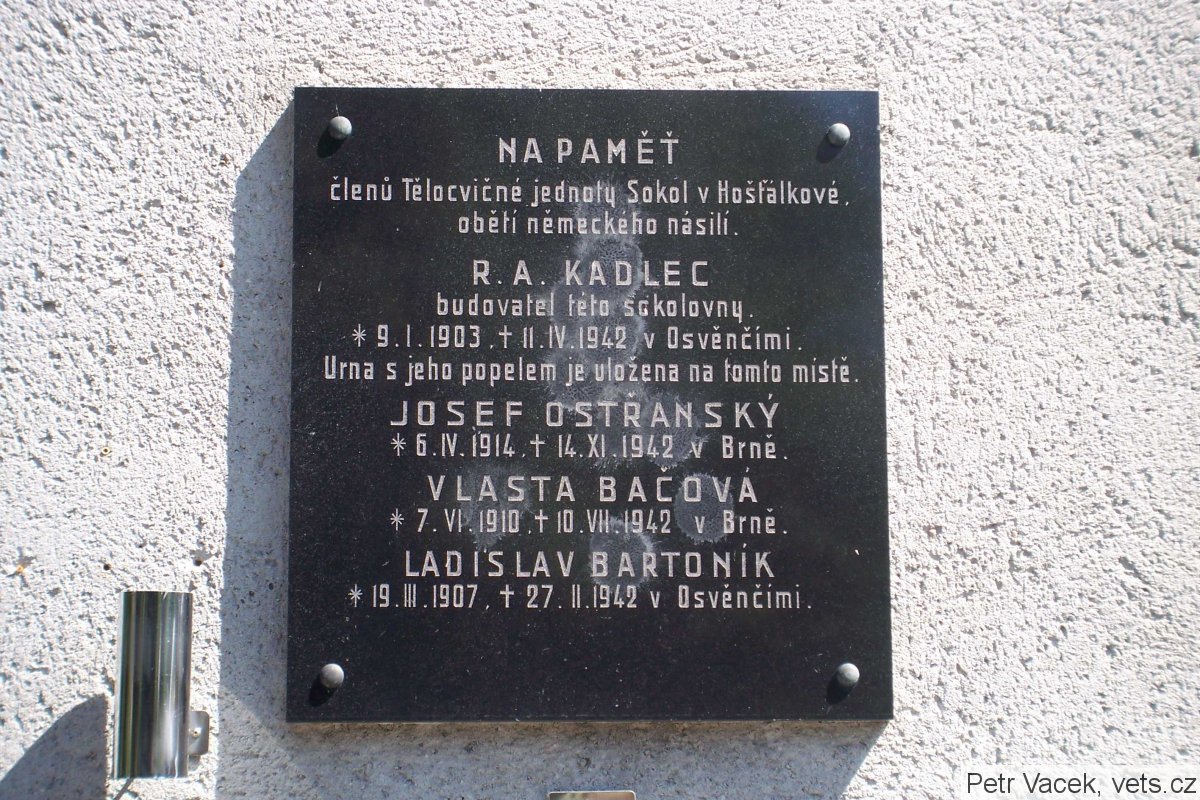 NA PAMĚŤ
členů Tělocvičné jednoty Sokol v Hošťálkové,
obětí německého násilí.
R. A. KADLEC
budovatel této sokolovny.
* 9. I. 1903, † 11. IV. 1942 v Osvěnčimi.
Urna s jeho popelem je uložena na tomto místě.
JOSEF OSTŘANSKÝ
* 6. IV. 1914, † 14. XI. 1942 v Brně.
VLASTA BAČOVÁ
* 7. VI. 1910, † 10. VII. 1942 v Brně.
LADISLAV BARTONÍK
* 19. III. 1907, † 27. II. 1942 v Osvěnčimi.
Petr Vacek, vets.cz